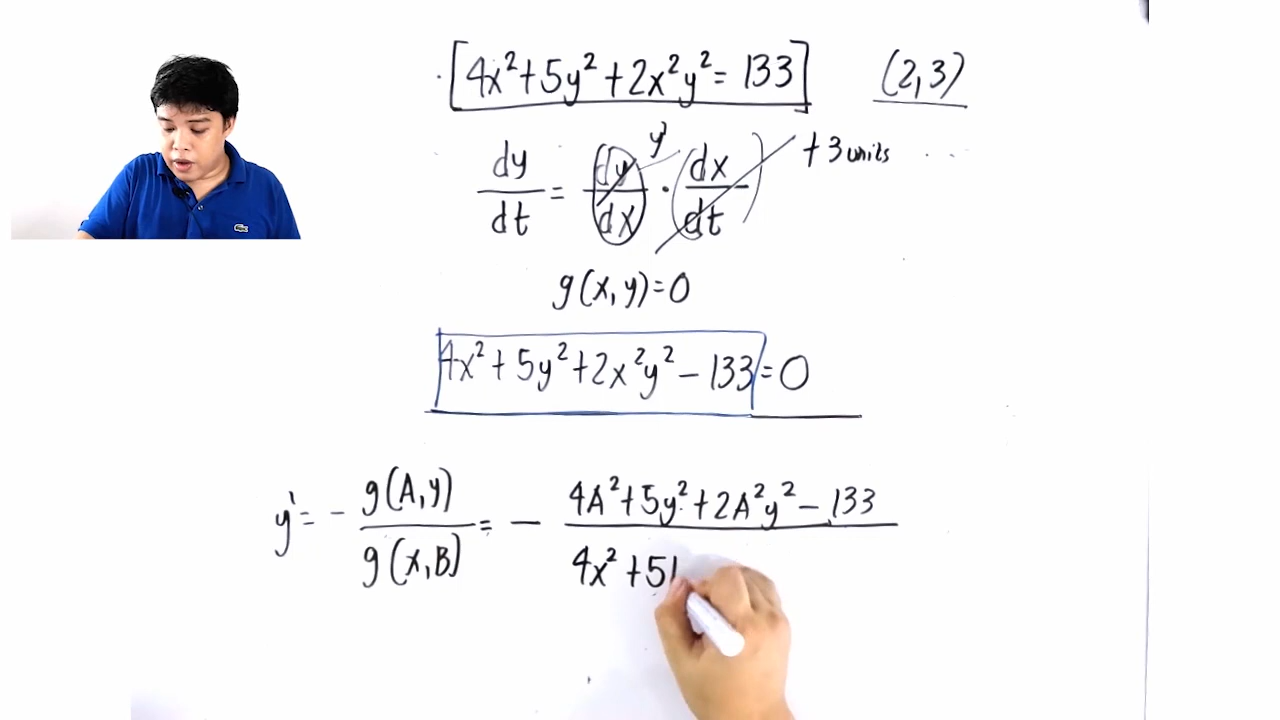 [4x²+5y²+2x²y²= 133] (2,3)
dy/dt = (dy/dx) y' · (dx/dt) +3 units
g(x,y)=0
4x²+5y²+2x²y²-133=0
y'= - g(A,y)/g(x,B) = - (4A²+5y²+2A²y²-133)/(4x²+5